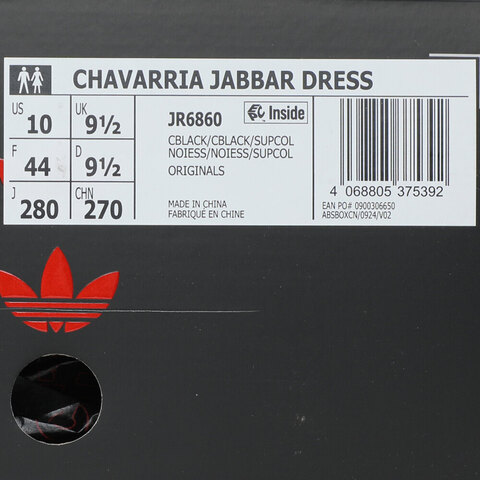 CHAVARRIA JABBAR DRESS
US 10 UK 9½
F 44 D 9½
J 280 CHN 270
JR6860 Inside
CBLACK/CBLACK/SUPCOL
NOIESS/NOIESS/SUPCOL
ORIGINALS
MADE IN CHINA
FABRIQUÉ EN CHINE
4 068805 375392
EAN PO# 0900306650
ABSBOXCN/0924/V02